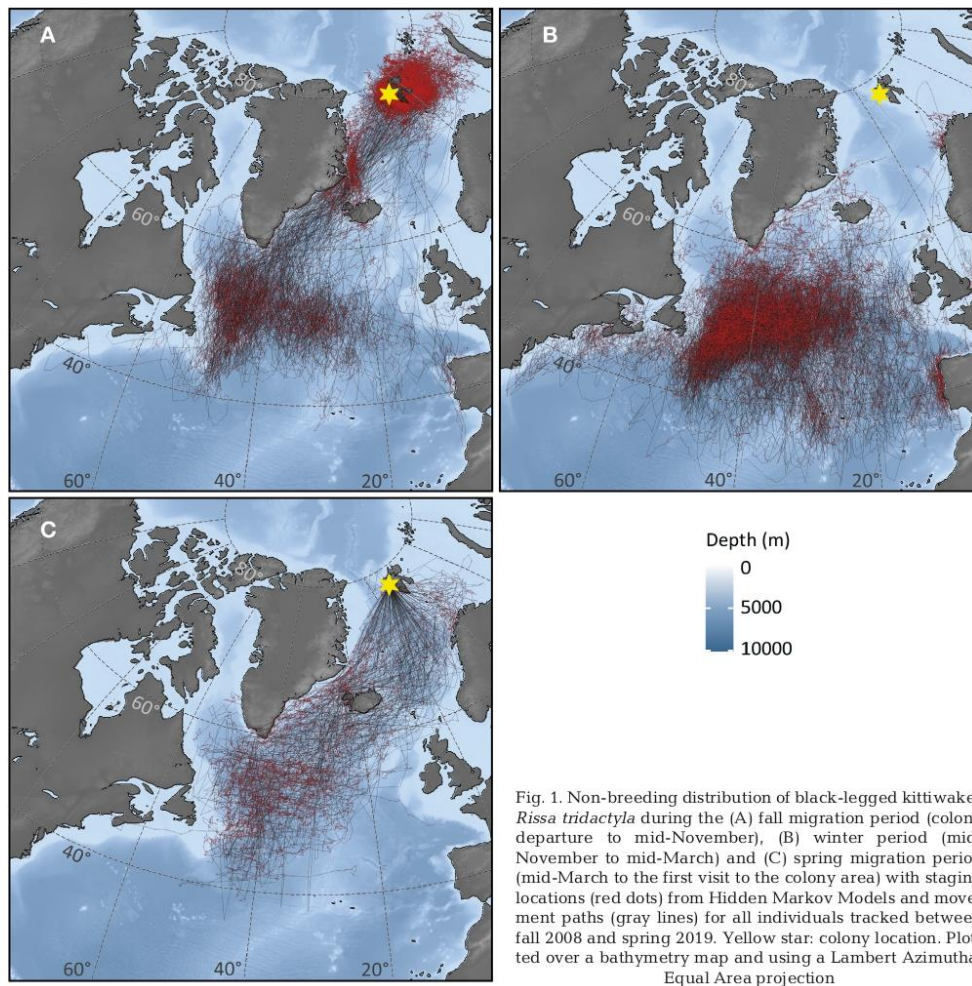 A
80°
60°
40°
60°
40°
20°
B
80°
60°
40°
60°
40°
20°
C
80°
60°
40°
60°
40°
20°
Depth (m)
0
5000
10000
Fig. 1. Non-breeding distribution of black-legged kittiwake
Rissa tridactyla during the (A) fall migration period (colon
departure to mid-November), (B) winter period (mid
November to mid-March) and (C) spring migration perio
(mid-March to the first visit to the colony area) with stagin
locations (red dots) from Hidden Markov Models and move
ment paths (gray lines) for all individuals tracked betwee
fall 2008 and spring 2019. Yellow star: colony location. Plot
ted over a bathymetry map and using a Lambert Azimutha
Equal Area projection